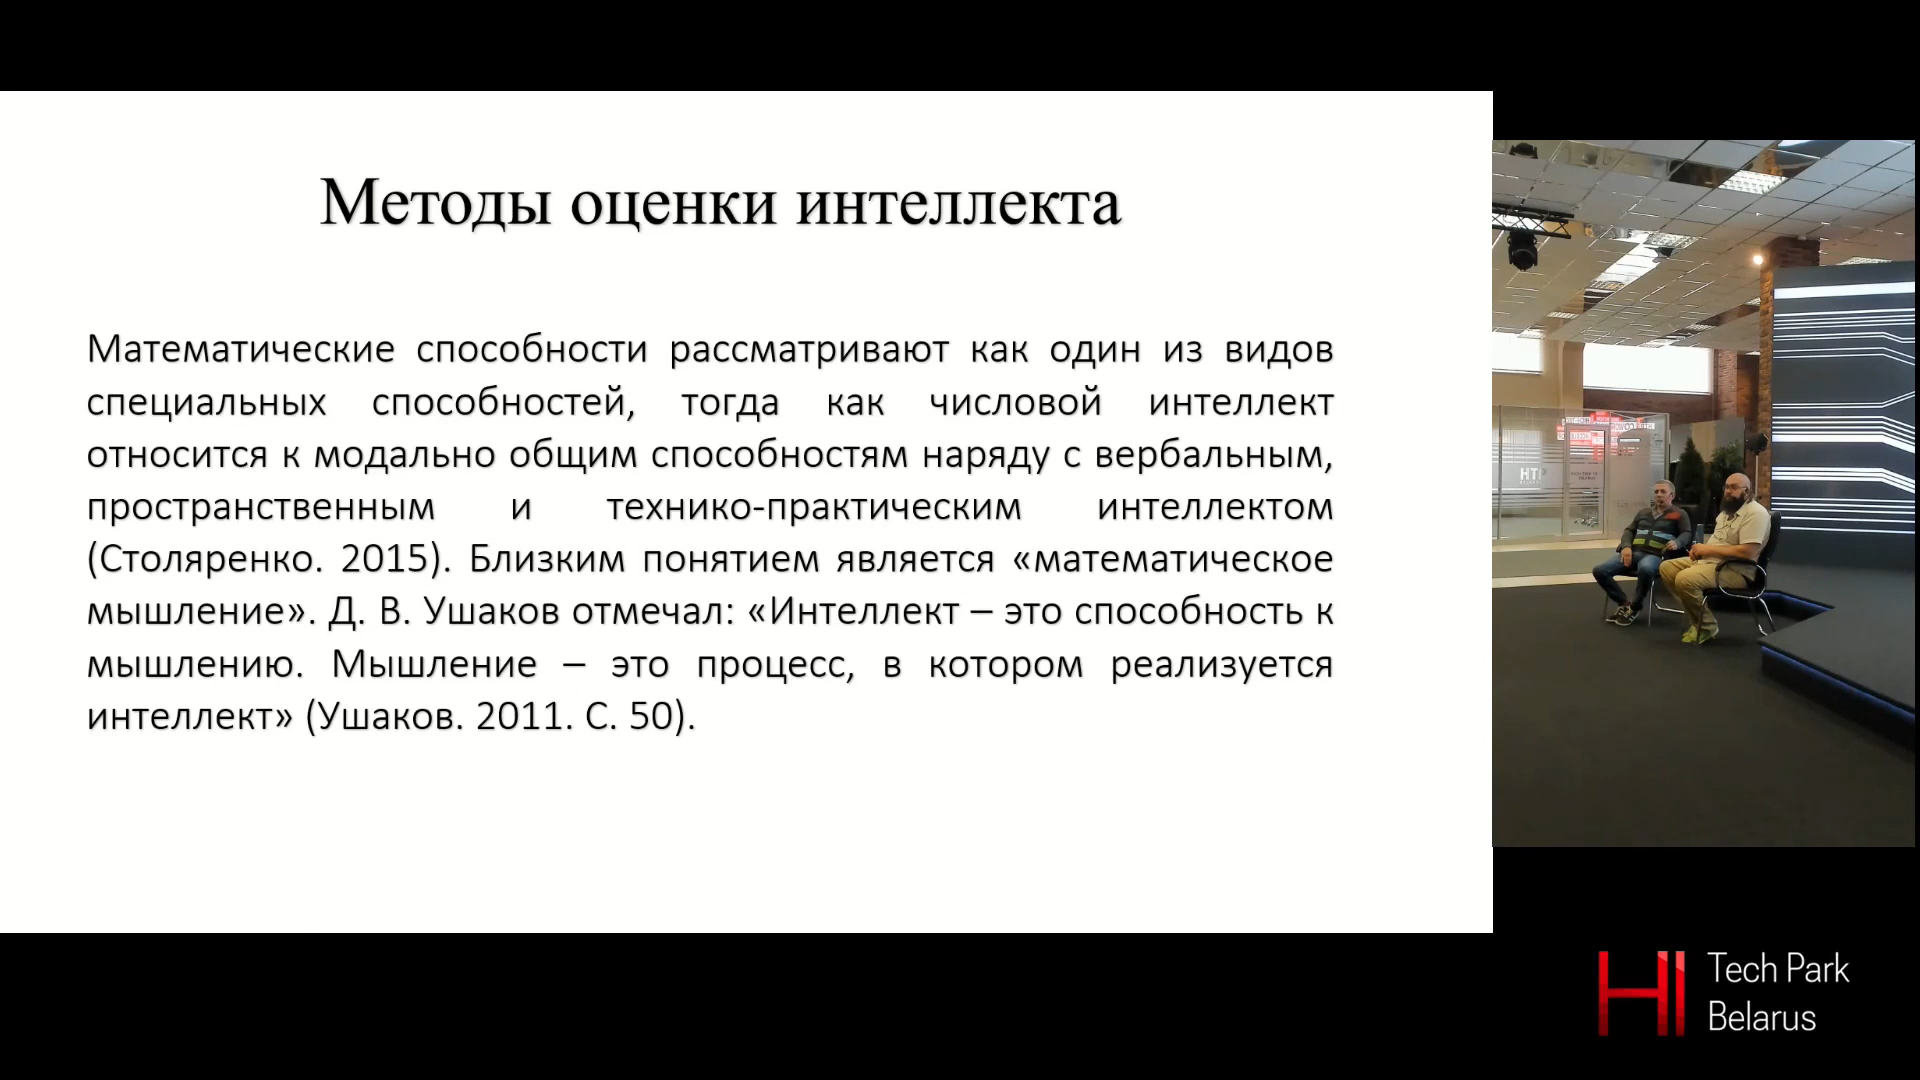 Методы оценки интеллекта
Математические способности рассматривают как один из видов
специальных способностей, тогда как числовой интеллект
относится к модально общим способностям наряду с вербальным,
пространственным и технико-практическим интеллектом
(Столяренко. 2015). Близким понятием является «математическое
мышление». Д. В. Ушаков отмечал: «Интеллект – это способность к
мышлению. Мышление – это процесс, в котором реализуется
интеллект» (Ушаков. 2011. С. 50).
HTP
HI Tech Park
Belarus